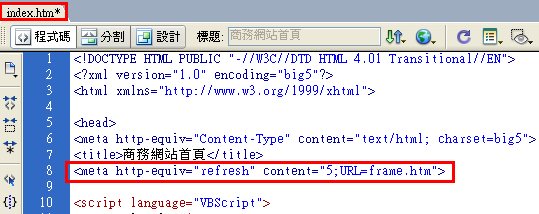 index.htm*
程式碼 分割 設計 標題: 商務網站首頁
1 <!DOCTYPE HTML PUBLIC "-//W3C//DTD HTML 4.01 Transitional//EN">
2 <?xml version="1.0" encoding="big5"?>
3 <html xmlns="http://www.w3.org/1999/xhtml">
4
5 <head>
6 <meta http-equiv="Content-Type" content="text/html; charset=big5">
7 <title>商務網站首頁</title>
8 <meta http-equiv="refresh" content="5;URL=frame.htm">
9
10 <script language="VBScript">